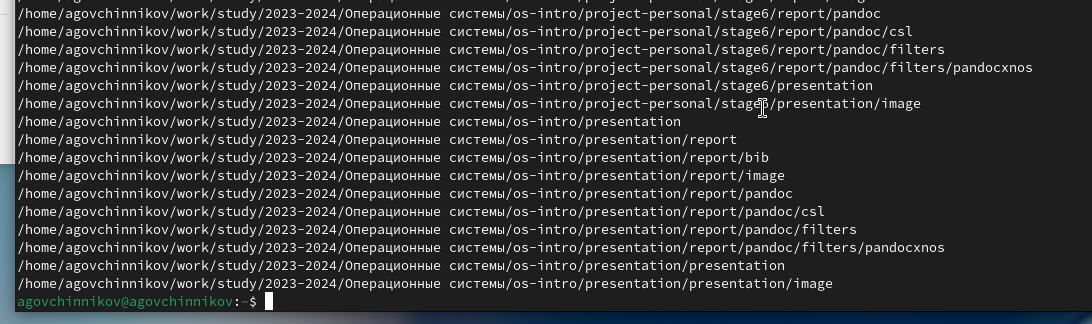 /home/agovchinnikov/work/study/2023-2024/Операционные системы/os-intro/project-personal/stage6/report/pandoc
/home/agovchinnikov/work/study/2023-2024/Операционные системы/os-intro/project-personal/stage6/report/pandoc/csl
/home/agovchinnikov/work/study/2023-2024/Операционные системы/os-intro/project-personal/stage6/report/pandoc/filters
/home/agovchinnikov/work/study/2023-2024/Операционные системы/os-intro/project-personal/stage6/report/pandoc/filters/pandocxnos
/home/agovchinnikov/work/study/2023-2024/Операционные системы/os-intro/project-personal/stage6/presentation
/home/agovchinnikov/work/study/2023-2024/Операционные системы/os-intro/project-personal/stage6/presentation/image
/home/agovchinnikov/work/study/2023-2024/Операционные системы/os-intro/presentation
/home/agovchinnikov/work/study/2023-2024/Операционные системы/os-intro/presentation/report
/home/agovchinnikov/work/study/2023-2024/Операционные системы/os-intro/presentation/report/bib
/home/agovchinnikov/work/study/2023-2024/Операционные системы/os-intro/presentation/report/image
/home/agovchinnikov/work/study/2023-2024/Операционные системы/os-intro/presentation/report/pandoc
/home/agovchinnikov/work/study/2023-2024/Операционные системы/os-intro/presentation/report/pandoc/csl
/home/agovchinnikov/work/study/2023-2024/Операционные системы/os-intro/presentation/report/pandoc/filters
/home/agovchinnikov/work/study/2023-2024/Операционные системы/os-intro/presentation/report/pandoc/filters/pandocxnos
/home/agovchinnikov/work/study/2023-2024/Операционные системы/os-intro/presentation/presentation
/home/agovchinnikov/work/study/2023-2024/Операционные системы/os-intro/presentation/presentation/image
agovchinnikov@agovchinnikov:~$